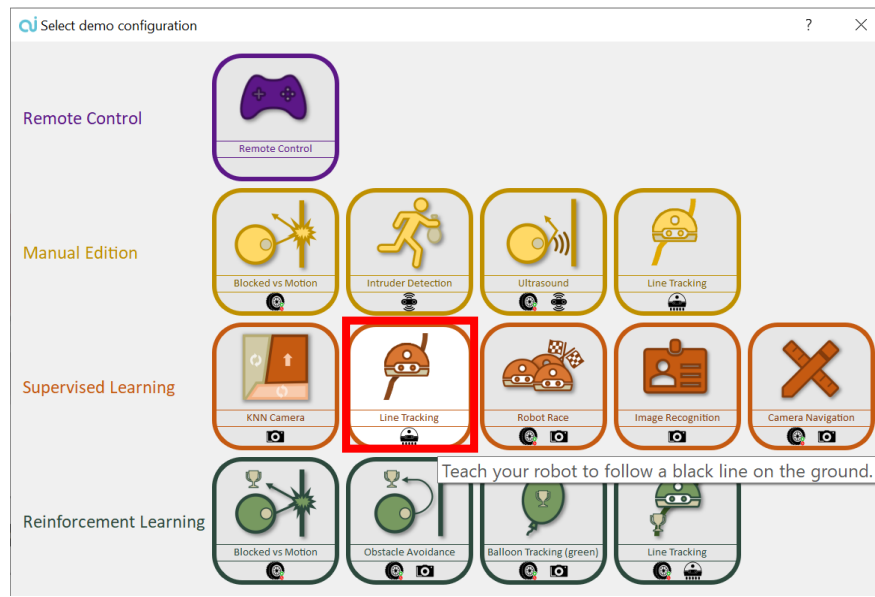 Select demo configuration
Remote Control
Remote Control
Manual Edition
Blocked vs Motion
Intruder Detection
Ultrasound
Line Tracking
Supervised Learning
KNN Camera
Line Tracking
Robot Race
Image Recognition
Camera Navigation
Teach your robot to follow a black line on the ground.
Reinforcement Learning
Blocked vs Motion
Obstacle Avoidance
Balloon Tracking (green)
Line Tracking